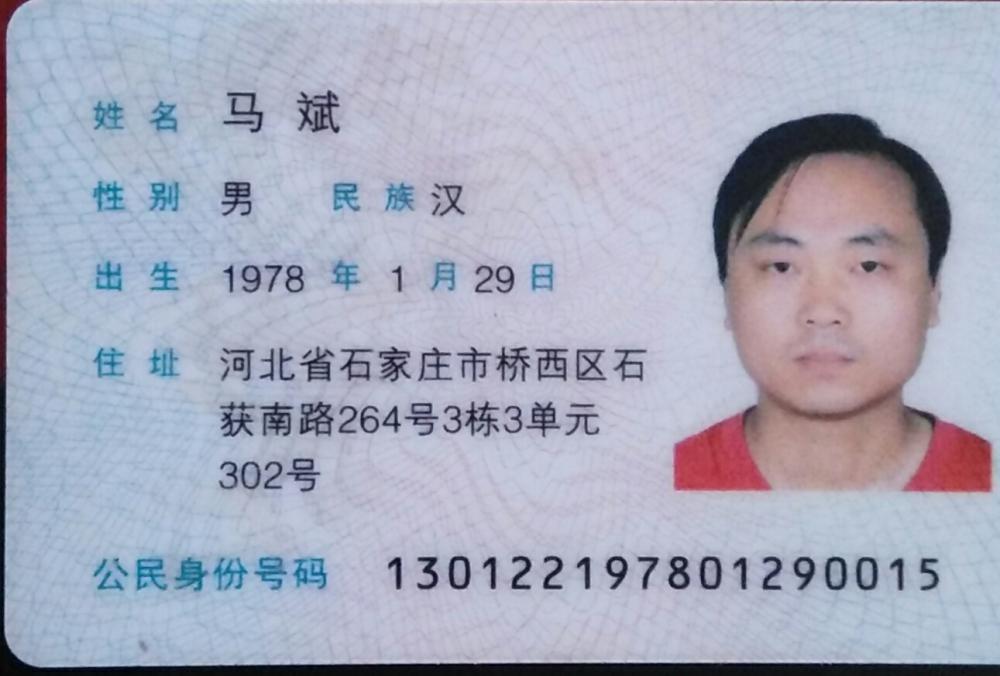 姓名 马斌
性别 男 民族 汉
出生 1978 年 1 月 29 日
住址 河北省石家庄市桥西区石
获南路264号3栋3单元
302号
公民身份号码 130122197801290015